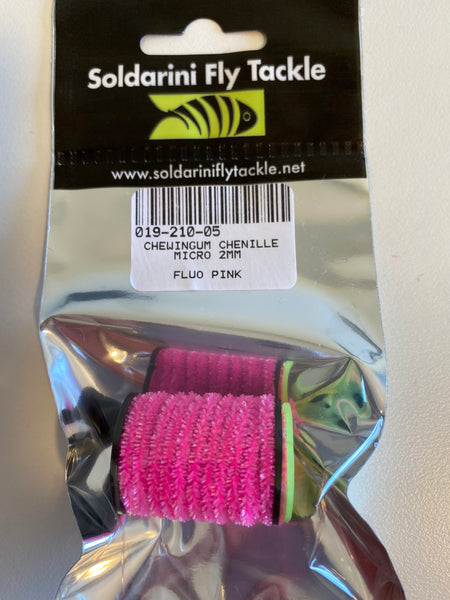 Soldarini Fly Tackle
www.soldariniflytackle.net
019-210-05
CHEWINGUM CHENILLE
MICRO 2MM
FLUO PINK